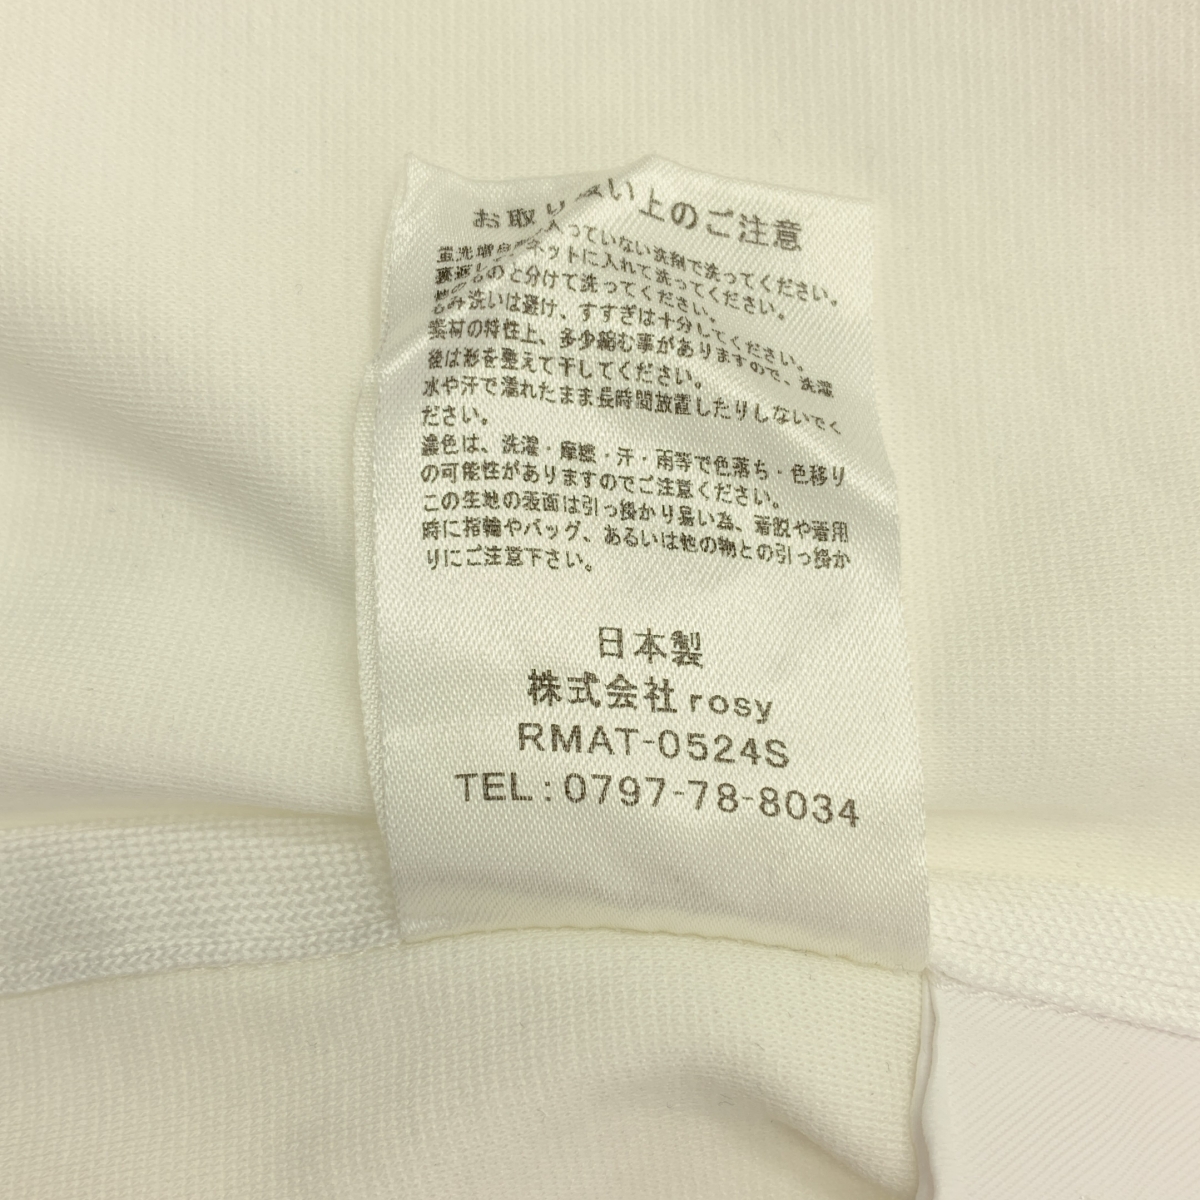 お取り扱い上のご注意
蛍光増白剤の入っていない洗剤で洗ってください。
裏返しのネットに入れて洗ってください。
他のものと分けて洗ってください。
もみ洗いは避け、すすぎは十分してください。
素材の特性上、多少縮む事がありますので、洗濯
後は形を整えて干してください。
水や汗で濡れたまま長時間放置したりしないでく
ださい。
濃色は、洗濯・摩擦・汗・雨等で色落ち・色移り
の可能性がありますのでご注意ください。
この生地の表面は引っ掛かり易い為、着脱や着用
時に指輪やバッグ、あるいは他の物との引っ掛か
りにご注意下さい。
日本製
株式会社rosy
RMAT-0524S
TEL:0797-78-8034